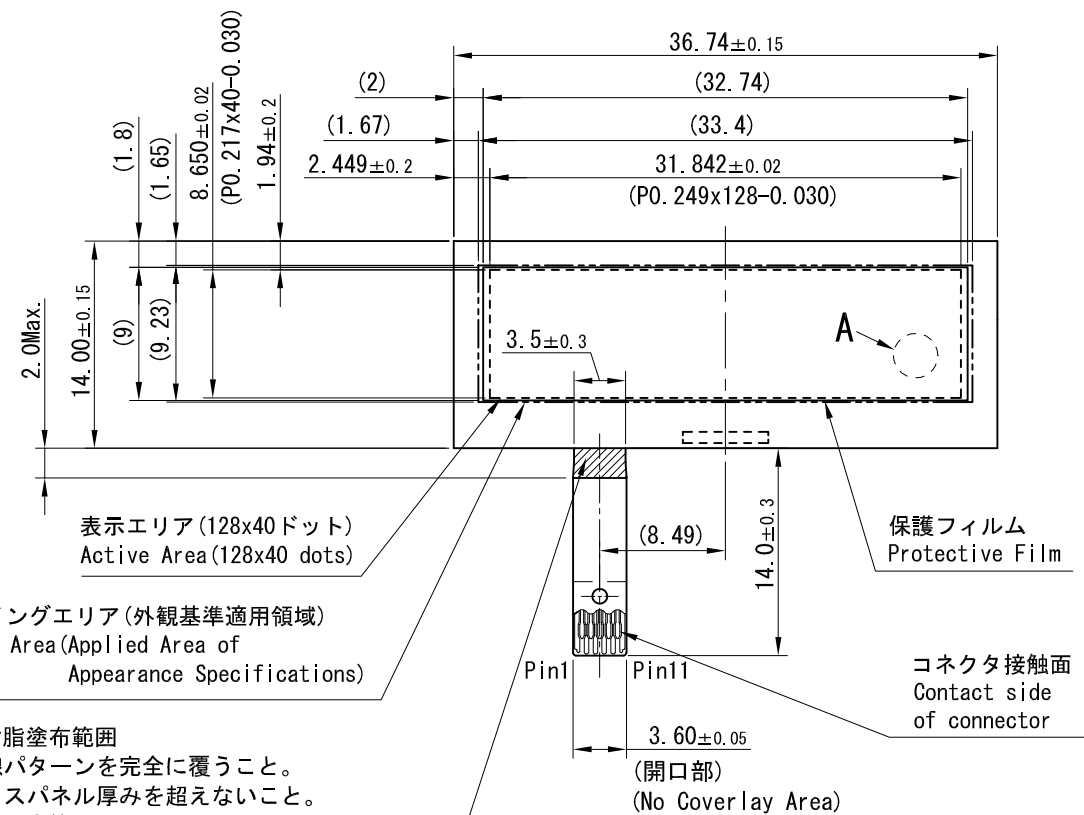 36.74±0.15
(2)
(32.74)
(1.67)
(33.4)
2.449±0.2
31.842±0.02
(P0.249x128-0.030)
(1.8)
(1.65)
8.650±0.02
(P0.217x40-0.030)
1.94±0.2
2.0Max.
14.00±0.15
(9)
(9.23)
3.5±0.3
A
表示エリア(128x40ドット)
Active Area(128x40 dots)
(8.49)
14.0±0.3
保護フィルム
Protective Film
ングエリア(外観基準適用領域)
Area(Applied Area of
Appearance Specifications)
Pin1
Pin11
コネクタ接触面
Contact side
of connector
脂塗布範囲
パターンを完全に覆うこと。
スパネル厚みを超えないこと。
3.60±0.05
(開口部)
(No Coverlay Area)